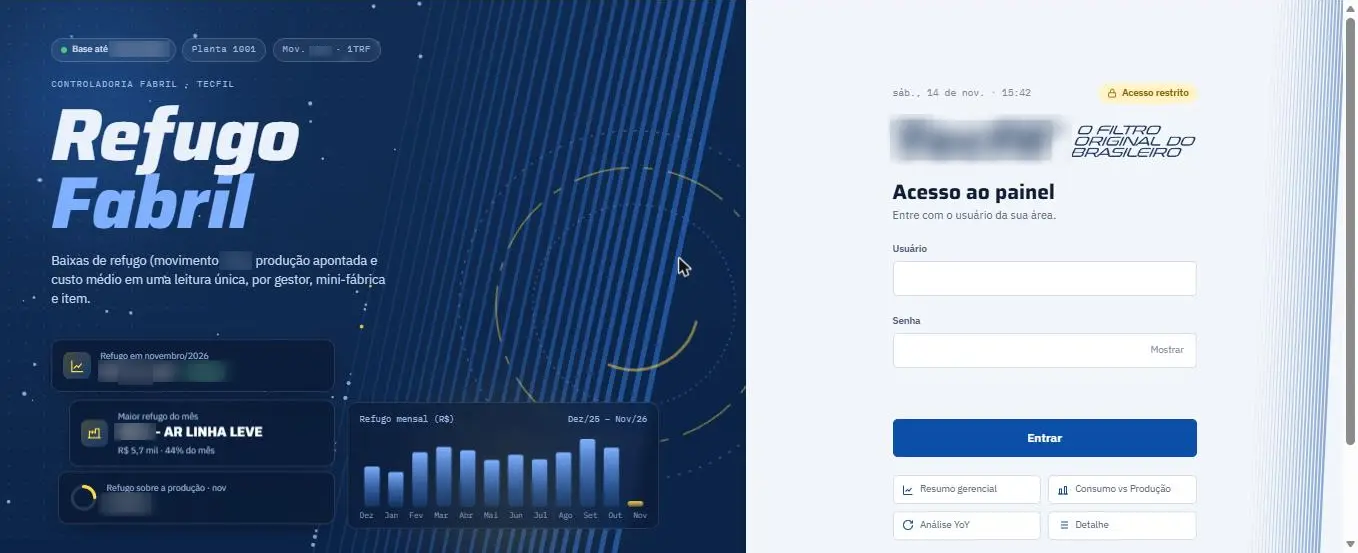 Base até
Planta 1001
Mov. · 1TRF
CONTROLADORIA FABRIL · TECFIL
Refugo
Fabril
Baixas de refugo (movimento produção apontada e
custo médio em uma leitura única, por gestor, mini-fábrica
e item.
Refugo em novembro/2026
Maior refugo do mês
- AR LINHA LEVE
R$ 5,7 mil · 44% do mês
Refugo sobre a produção · nov
Refugo mensal (R$) Dez/25 — Nov/26
Dez Jan Fev Mar Abr Mai Jun Jul Ago Set Out Nov
sáb., 14 de nov. · 15:42
Acesso restrito
O FILTRO
ORIGINAL DO
BRASILEIRO
Acesso ao painel
Entre com o usuário da sua área.
Usuário
Senha
Mostrar
Entrar
Resumo gerencial
Consumo vs Produção
Análise YoY
Detalhe